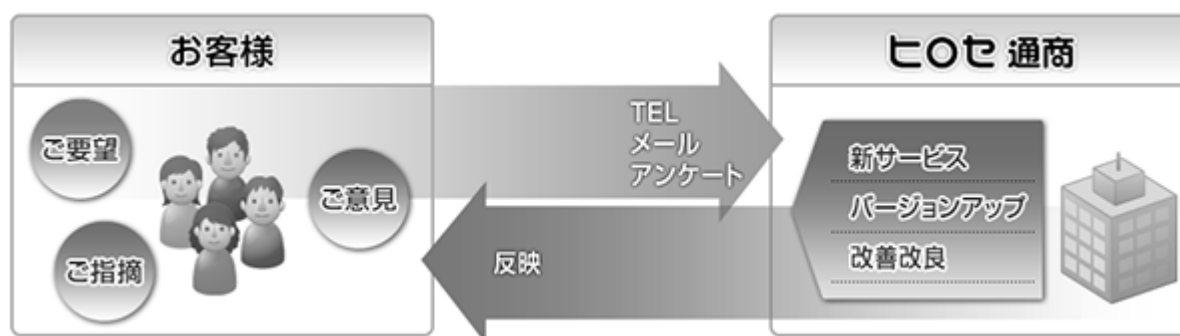 お客様
ご要望
ご意見
ご指摘
TEL
メール
アンケート
反映
ヒロセ 通商
新サービス
バージョンアップ
改善改良